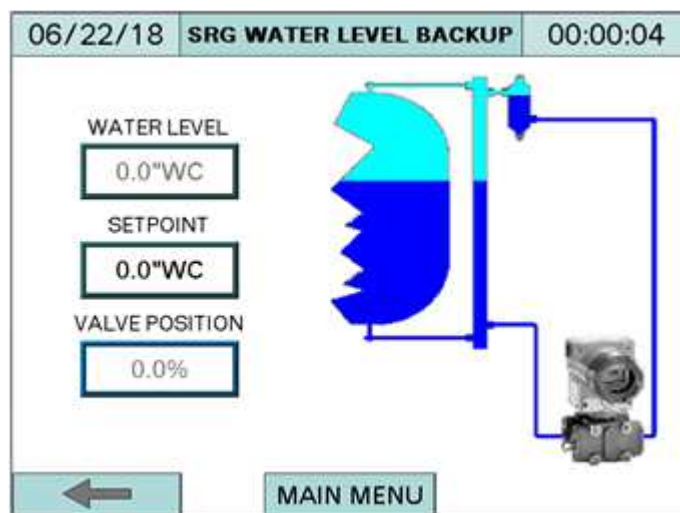 06/22/18 SRG WATER LEVEL BACKUP 00:00:04
WATER LEVEL
0.0"WC
SETPOINT
0.0"WC
VALVE POSITION
0.0%
MAIN MENU